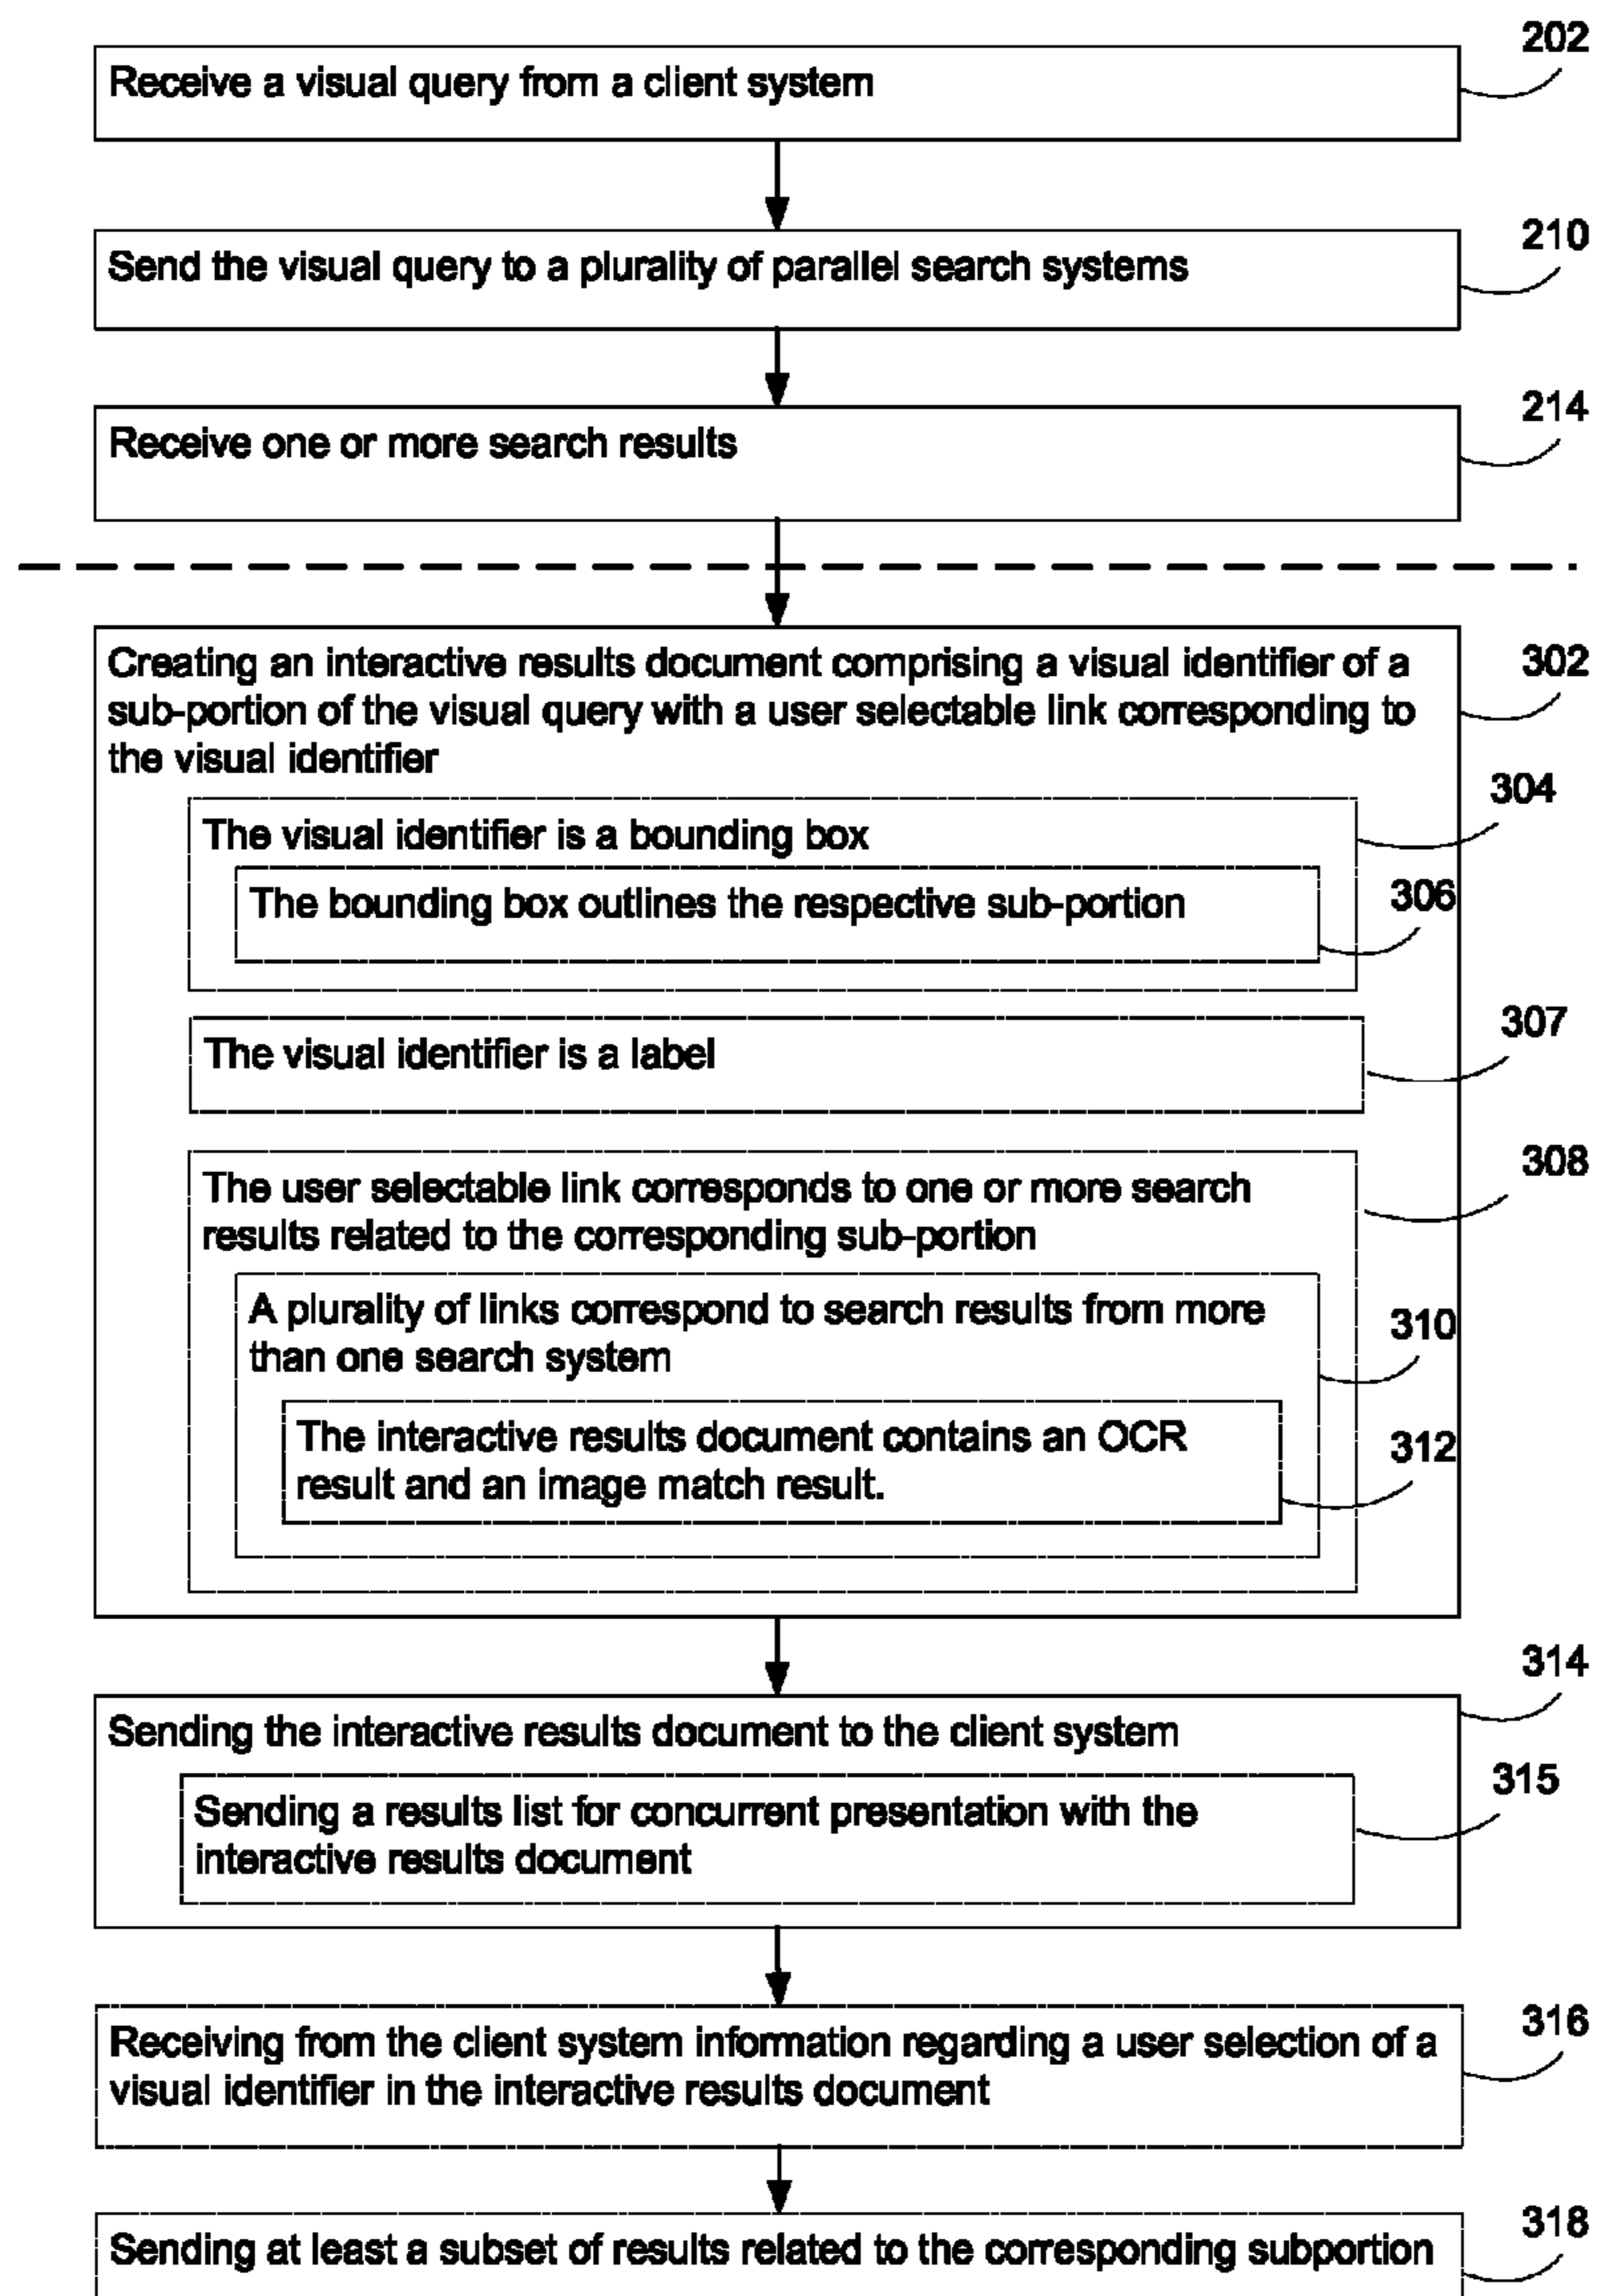 202
Receive a visual query from a client system
210
Send the visual query to a plurality of parallel search systems
214
Receive one or more search results
302
Creating an interactive results document comprising a visual identifier of a
sub-portion of the visual query with a user selectable link corresponding to
the visual identifier
304
The visual identifier is a bounding box
306
The bounding box outlines the respective sub-portion
307
The visual identifier is a label
308
The user selectable link corresponds to one or more search
results related to the corresponding sub-portion
310
A plurality of links correspond to search results from more
than one search system
312
The interactive results document contains an OCR
result and an image match result.
314
Sending the interactive results document to the client system
315
Sending a results list for concurrent presentation with the
interactive results document
316
Receiving from the client system information regarding a user selection of a
visual identifier in the interactive results document
318
Sending at least a subset of results related to the corresponding subportion